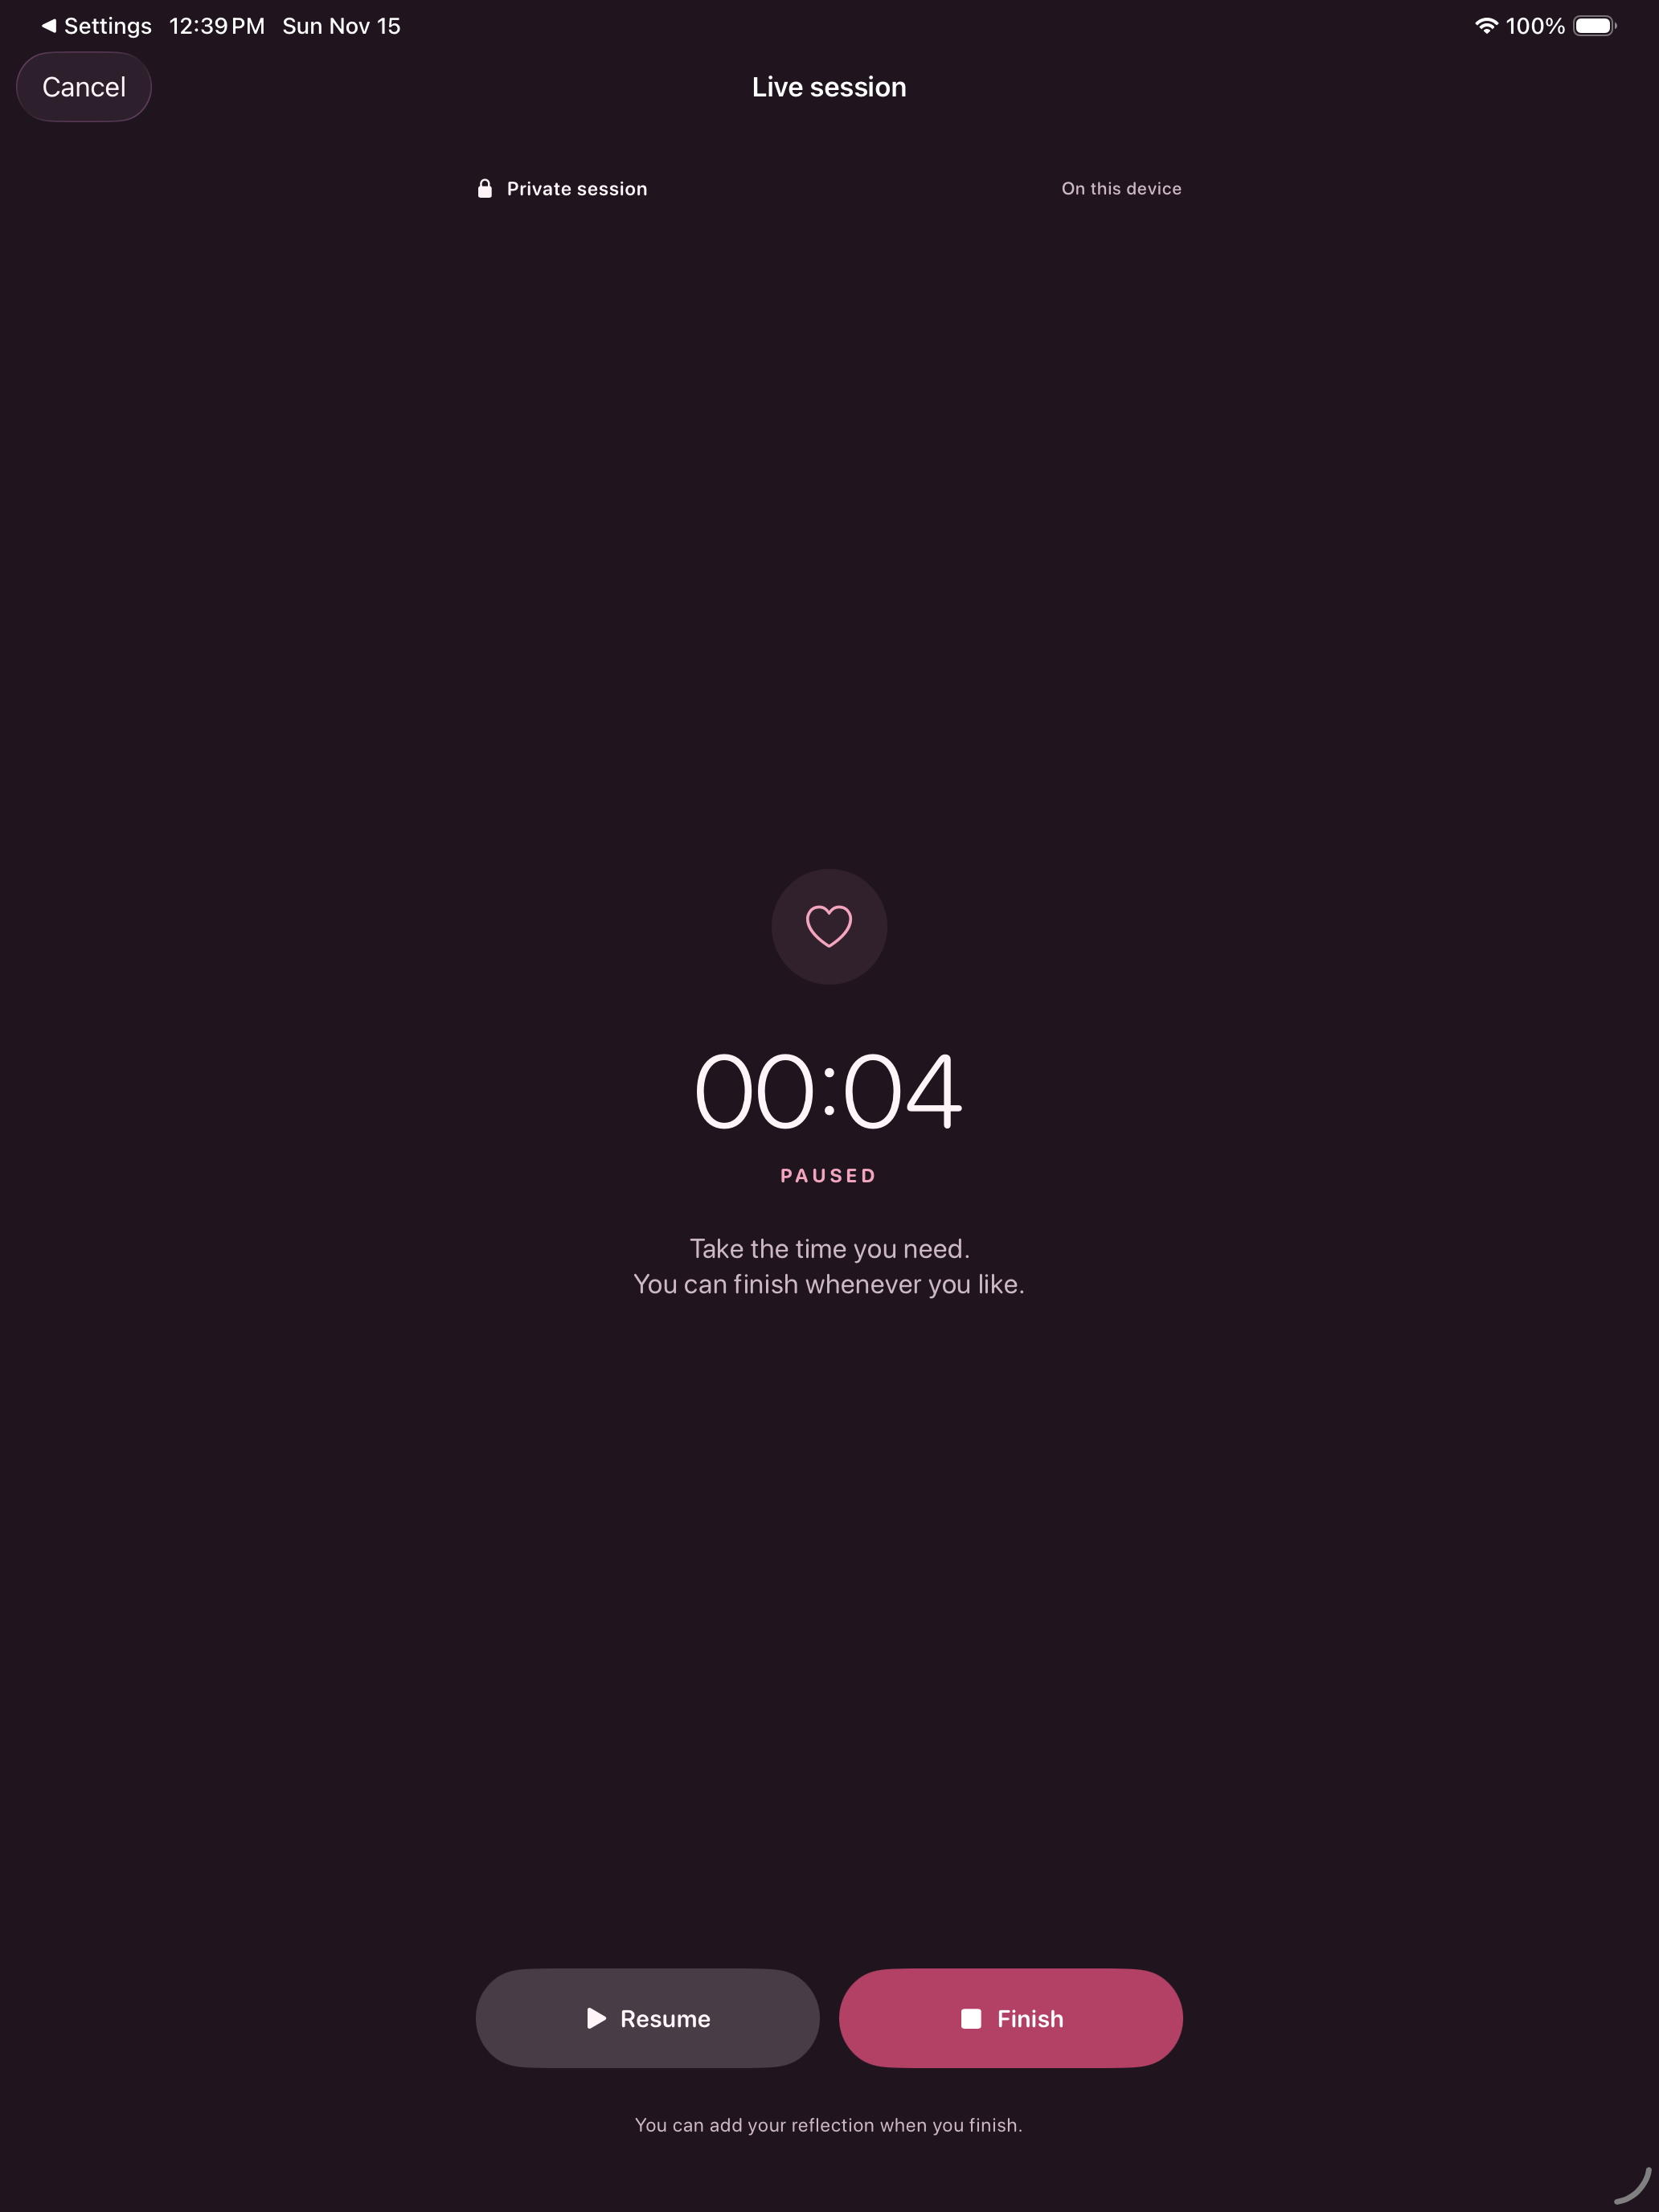 Settings 12:39 PM Sun Nov 15 100%
Cancel Live session
Private session On this device
00:04
PAUSED
Take the time you need.
You can finish whenever you like.
Resume Finish
You can add your reflection when you finish.